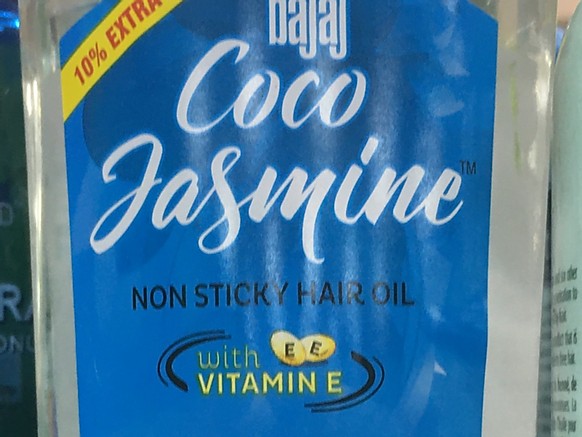 10% EXTRA
bajaj
Coco
Jasmine™
NON STICKY HAIR OIL
with E E
VITAMIN E